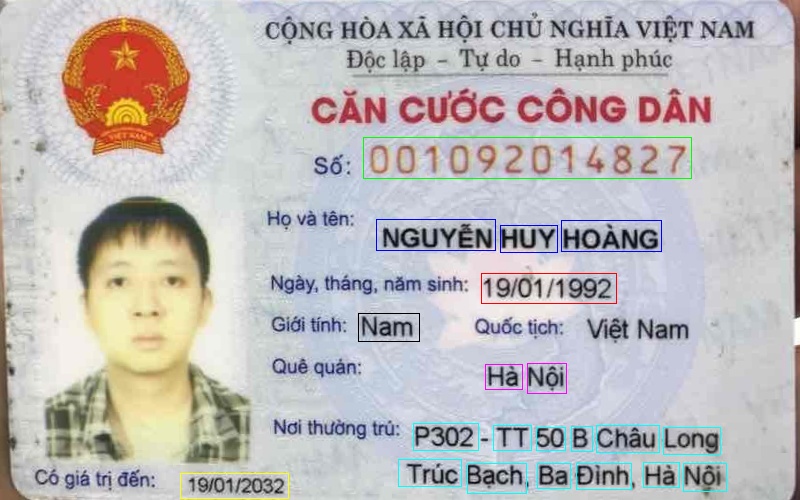 CỘNG HÒA XÃ HỘI CHỦ NGHĨA VIỆT NAM
Độc lập - Tự do - Hạnh phúc
CĂN CƯỚC CÔNG DÂN
Số: 001092014827
Họ và tên: NGUYỄN HUY HOÀNG
Ngày, tháng, năm sinh: 19/01/1992
Giới tính: Nam Quốc tịch: Việt Nam
Quê quán: Hà Nội
Nơi thường trú: P302 - TT 50 B Châu Long
Trúc Bạch, Ba Đình, Hà Nội
Có giá trị đến: 19/01/2032
VIỆT NAM